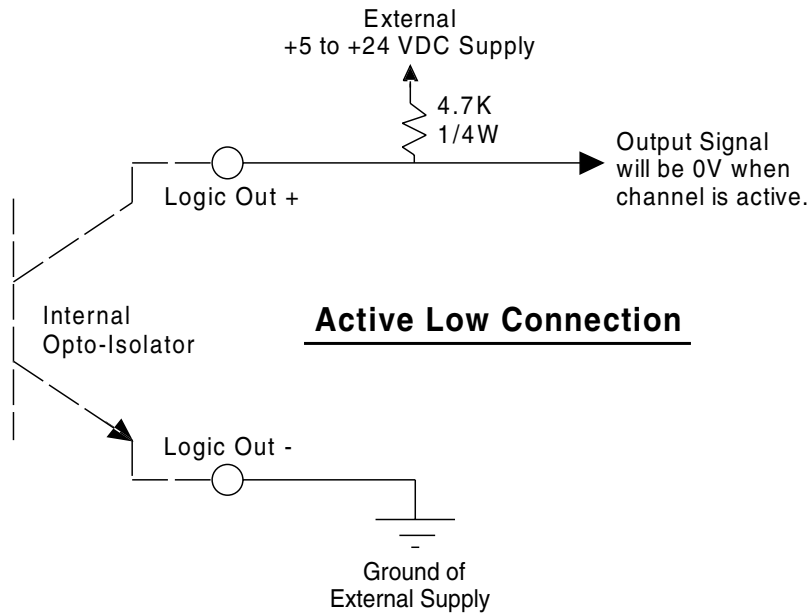 External
+5 to +24 VDC Supply
4.7K
1/4W
Output Signal
will be 0V when
channel is active.
Logic Out +
Internal
Opto-Isolator
Active Low Connection
Logic Out -
Ground of
External Supply